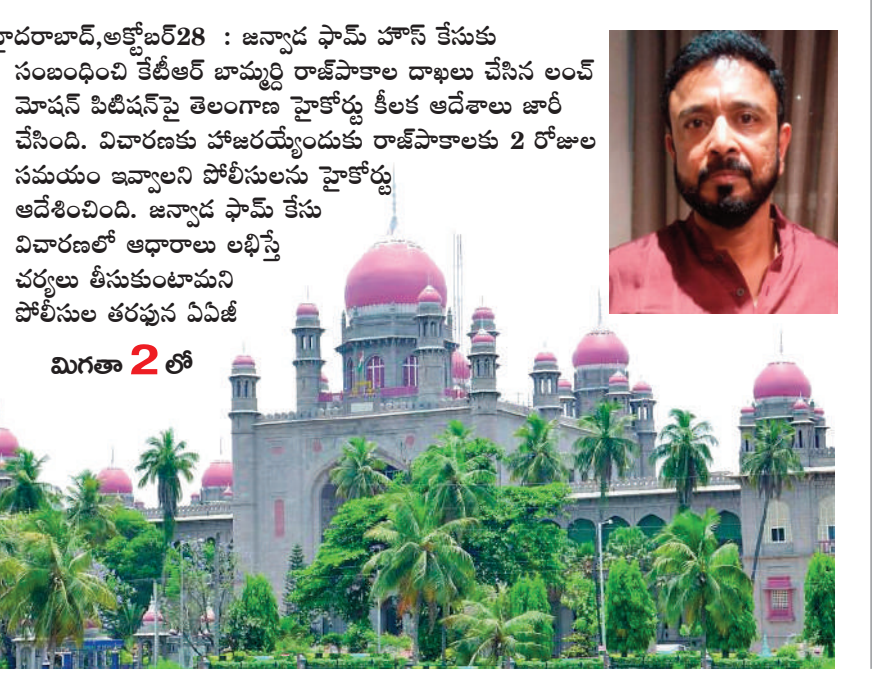 హైదరాబాద్,అక్టోబర్28 : జన్వాడ ఫామ్ హౌస్ కేసుకు
సంబంధించి కేటీఆర్ బామ్మర్ది రాజ్‌పాకాల దాఖలు చేసిన లంచ్
మోషన్ పిటిషన్‌పై తెలంగాణ హైకోర్టు కీలక ఆదేశాలు జారీ
చేసింది. విచారణకు హాజరయ్యేందుకు రాజ్‌పాకాలకు 2 రోజుల
సమయం ఇవ్వాలని పోలీసులను హైకోర్టు
ఆదేశించింది. జన్వాడ ఫామ్ కేసు
విచారణలో ఆధారాలు లభిస్తే
చర్యలు తీసుకుంటామని
పోలీసుల తరఫున ఏఏజీ
మిగతా 2 లో